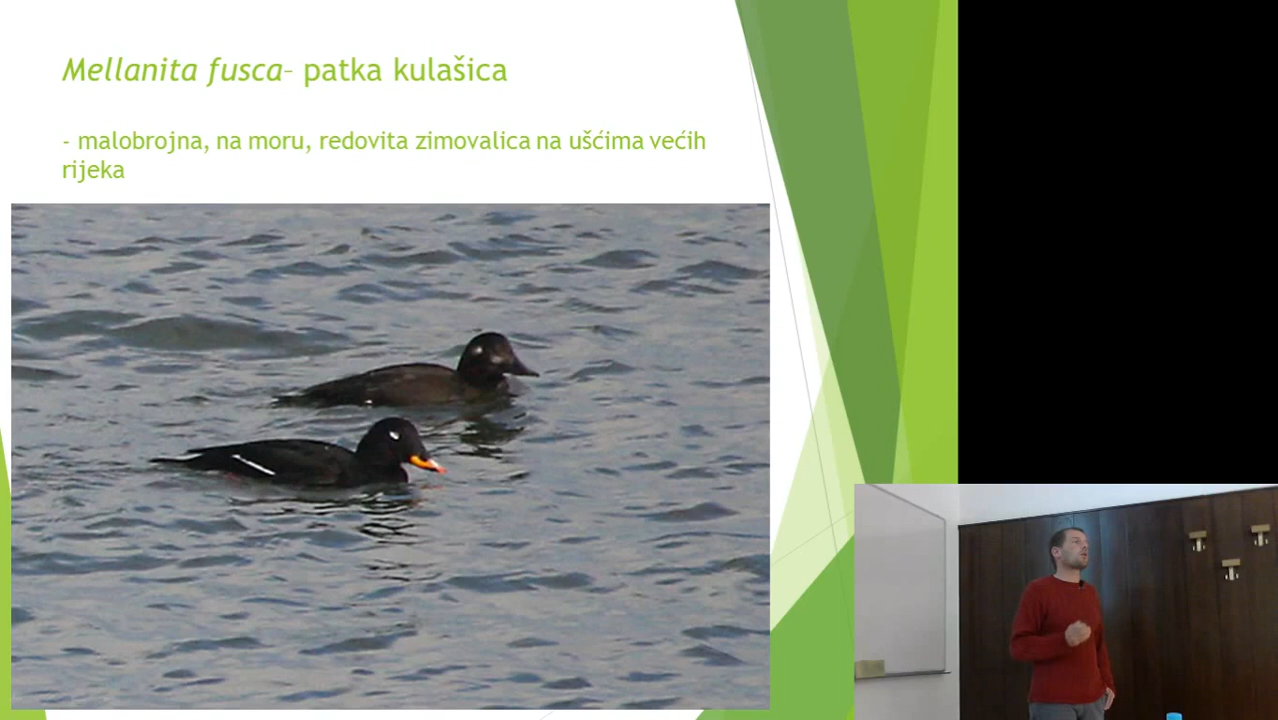 Mellanita fusca– patka kulašica
- malobrojna, na moru, redovita zimovalica na ušćima većih
rijeka